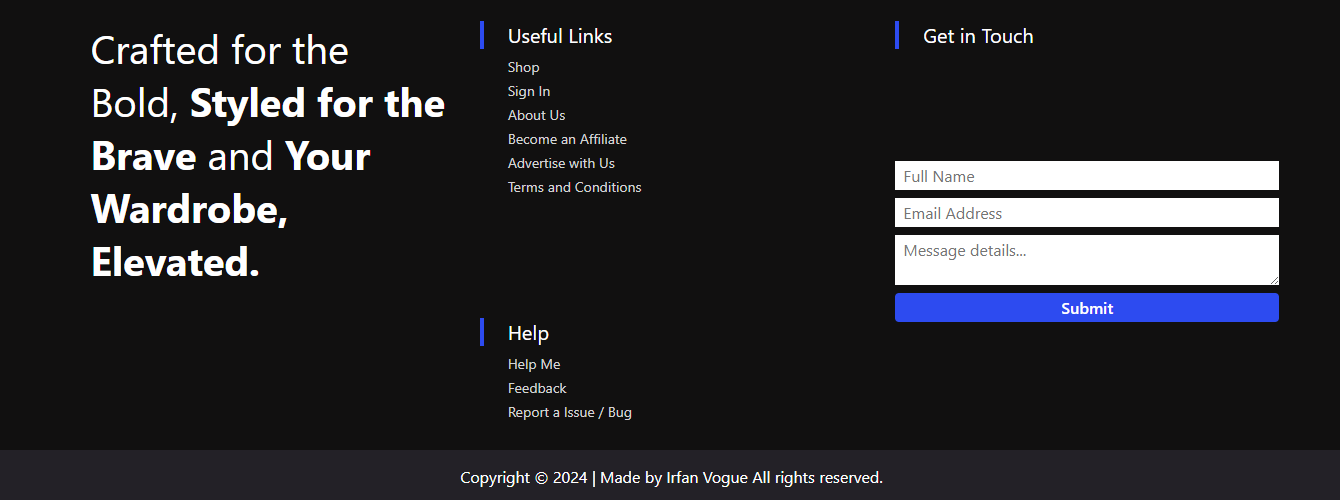 Crafted for the
Bold, Styled for the
Brave and Your
Wardrobe,
Elevated.
Useful Links
Shop
Sign In
About Us
Become an Affiliate
Advertise with Us
Terms and Conditions
Help
Help Me
Feedback
Report a Issue / Bug
Get in Touch
Full Name
Email Address
Message details...
Submit
Copyright © 2024 | Made by Irfan Vogue All rights reserved.